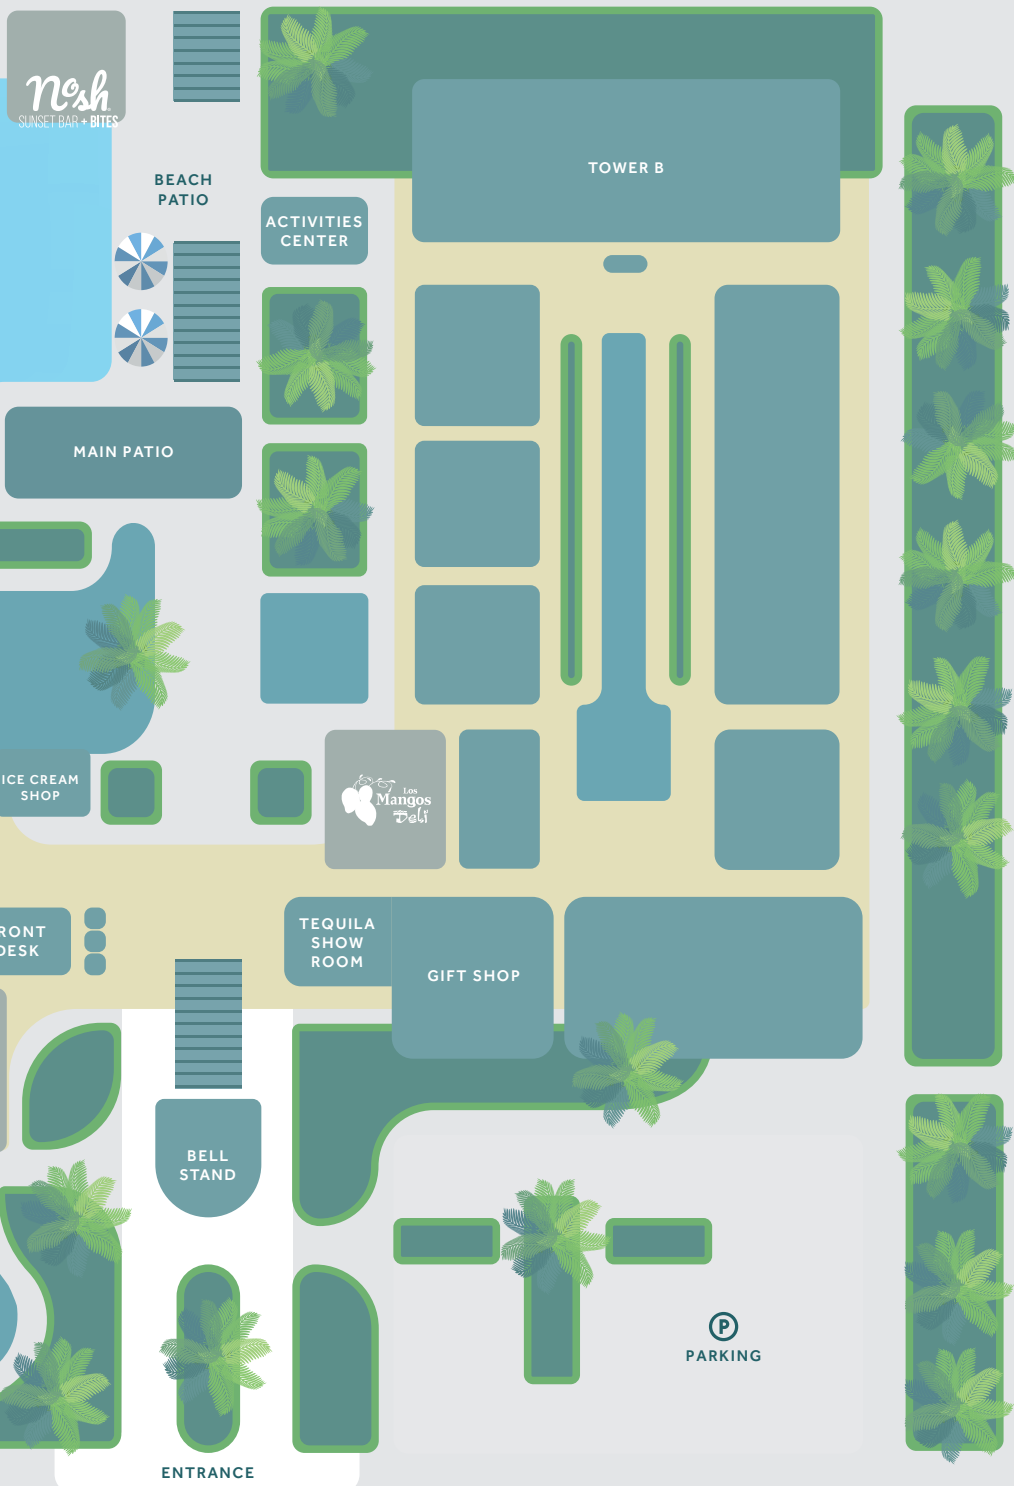 nosh
SUNSET BAR + BITES
BEACH
PATIO
TOWER B
ACTIVITIES
CENTER
MAIN PATIO
ICE CREAM
SHOP
Los
Mangos
Deli
RONT
DESK
TEQUILA
SHOW
ROOM
GIFT SHOP
BELL
STAND
P
PARKING
ENTRANCE